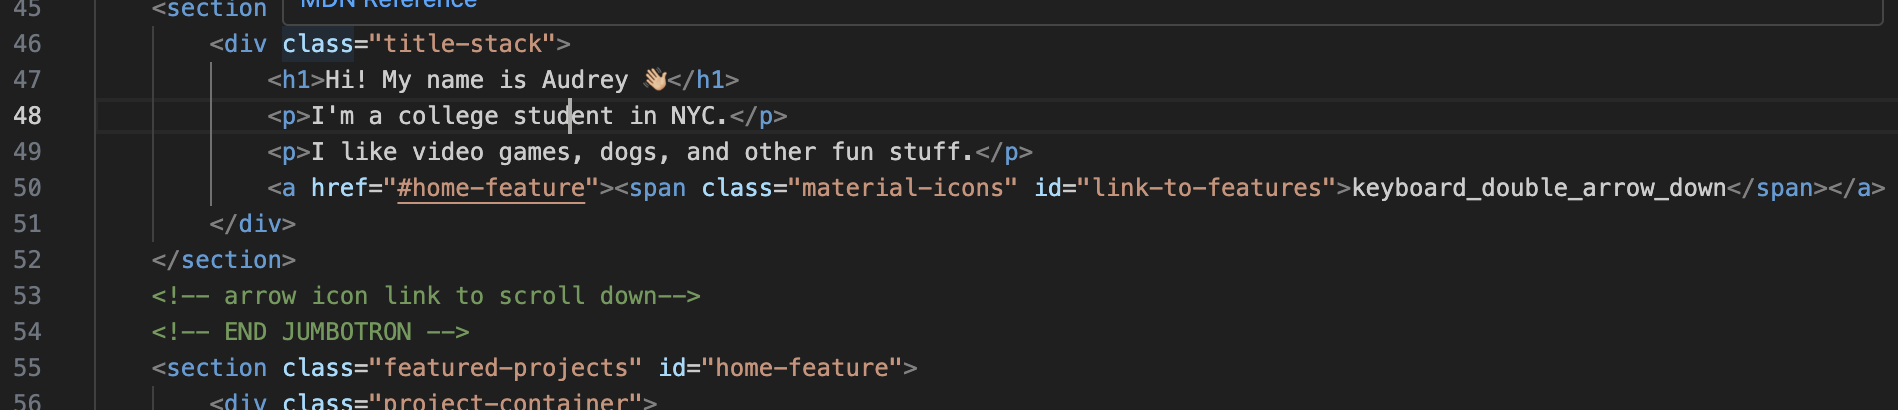 MDN Reference
45 <section
46 <div class="title-stack">
47 <h1>Hi! My name is Audrey 👋🏼</h1>
48 <p>I'm a college student in NYC.</p>
49 <p>I like video games, dogs, and other fun stuff.</p>
50 <a href="#home-feature"><span class="material-icons" id="link-to-features">keyboard_double_arrow_down</span></a>
51 </div>
52 </section>
53 <!-- arrow icon link to scroll down-->
54 <!-- END JUMBOTRON -->
55 <section class="featured-projects" id="home-feature">
56 <div class="project-container">